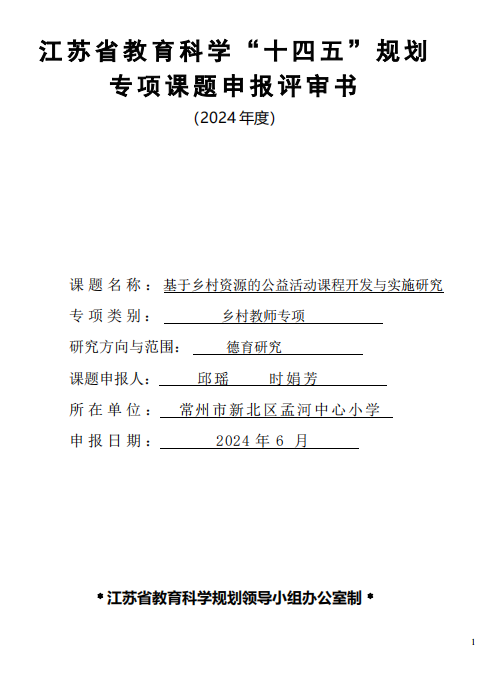 江苏省教育科学“十四五”规划
专项课题申报评审书
（2024年度）
课题名称：基于乡村资源的公益活动课程开发与实施研究
专项类别：乡村教师专项
研究方向与范围：德育研究
课题申报人：邱瑶 时娟芳
所在单位：常州市新北区孟河中心小学
申报日期：2024年6月
*江苏省教育科学规划领导小组办公室制*
1